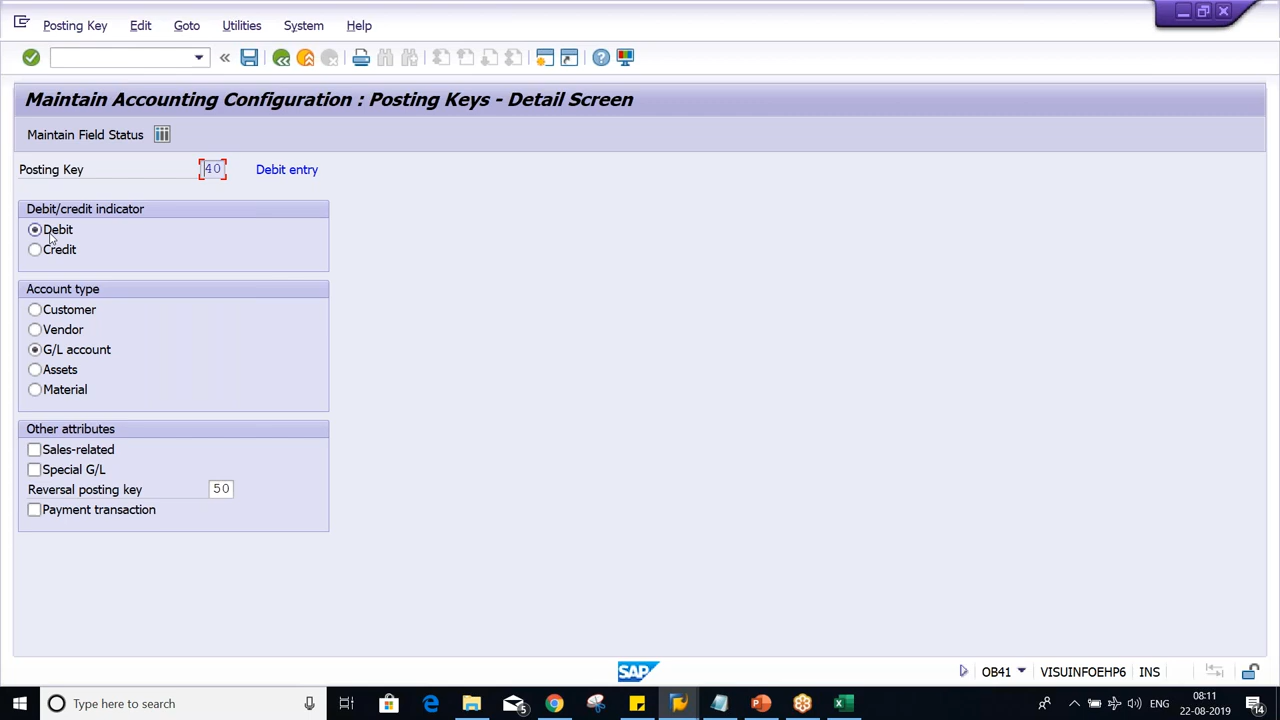 Posting Key Edit Goto Utilities System Help
Maintain Accounting Configuration : Posting Keys - Detail Screen
Maintain Field Status
Posting Key 40 Debit entry
Debit/credit indicator
Debit
Credit
Account type
Customer
Vendor
G/L account
Assets
Material
Other attributes
Sales-related
Special G/L
Reversal posting key 50
Payment transaction
SAP OB41 VISUINFOEHP6 INS
Type here to search 5 ENG 08:11 22-08-2019 4